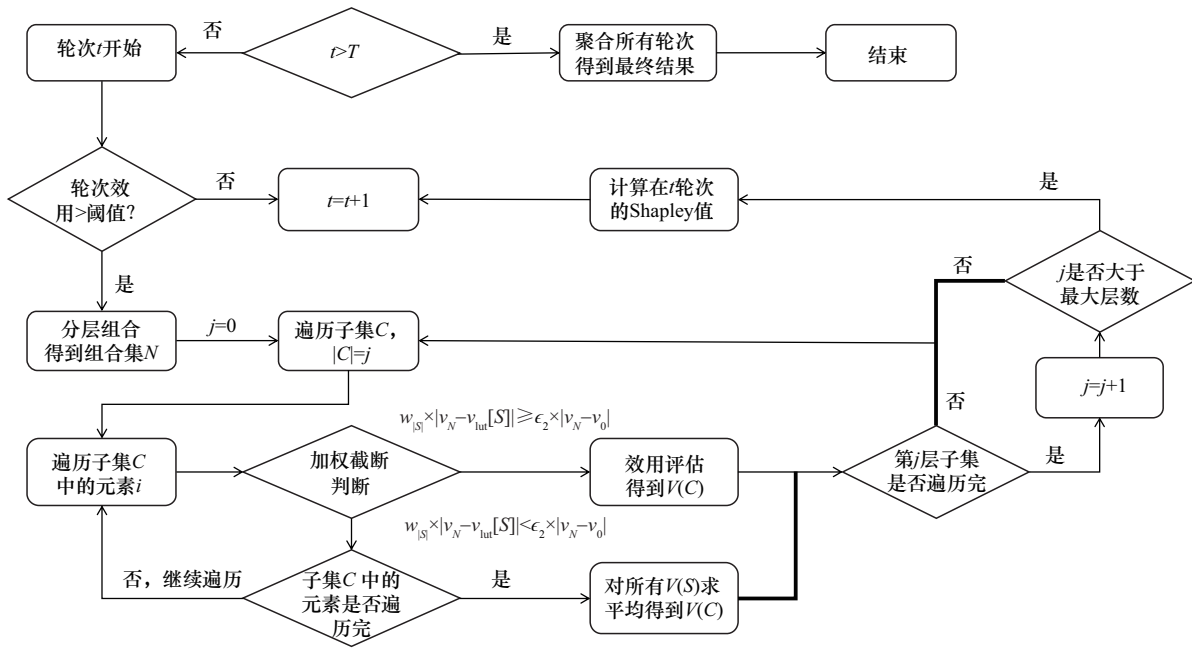 轮次t开始
否
t>T
是
聚合所有轮次
得到最终结果
结束
轮次效
用>阈值？
否
t=t+1
计算在t轮次
的Shapley值
是
是
j是否大于
最大层数
否
分层组合
得到组合集N
j=0
遍历子集C，
|C|=j
j=j+1
遍历子集C
中的元素i
加权截断
判断
w|S|×|vN−vlut[S]|≥ϵ2×|vN−v0|
效用评估
得到V(C)
否
第j层子集
是否遍历完
是
w|S|×|vN−vlut[S]|<ϵ2×|vN−v0|
否，继续遍历
子集C 中的
元素是否遍
历完
是
对所有V(S)求
平均得到V(C)